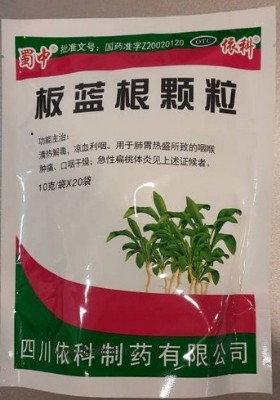 蜀中
批准文号：国药准字Z20020120
OTC
依科
板蓝根颗粒
功能主治：
清热解毒、凉血利咽。用于肺胃热盛所致的咽喉
肿痛、口咽干燥；急性扁桃体炎见上述证候者。
10克/袋X20袋
四川依科制药有限公司